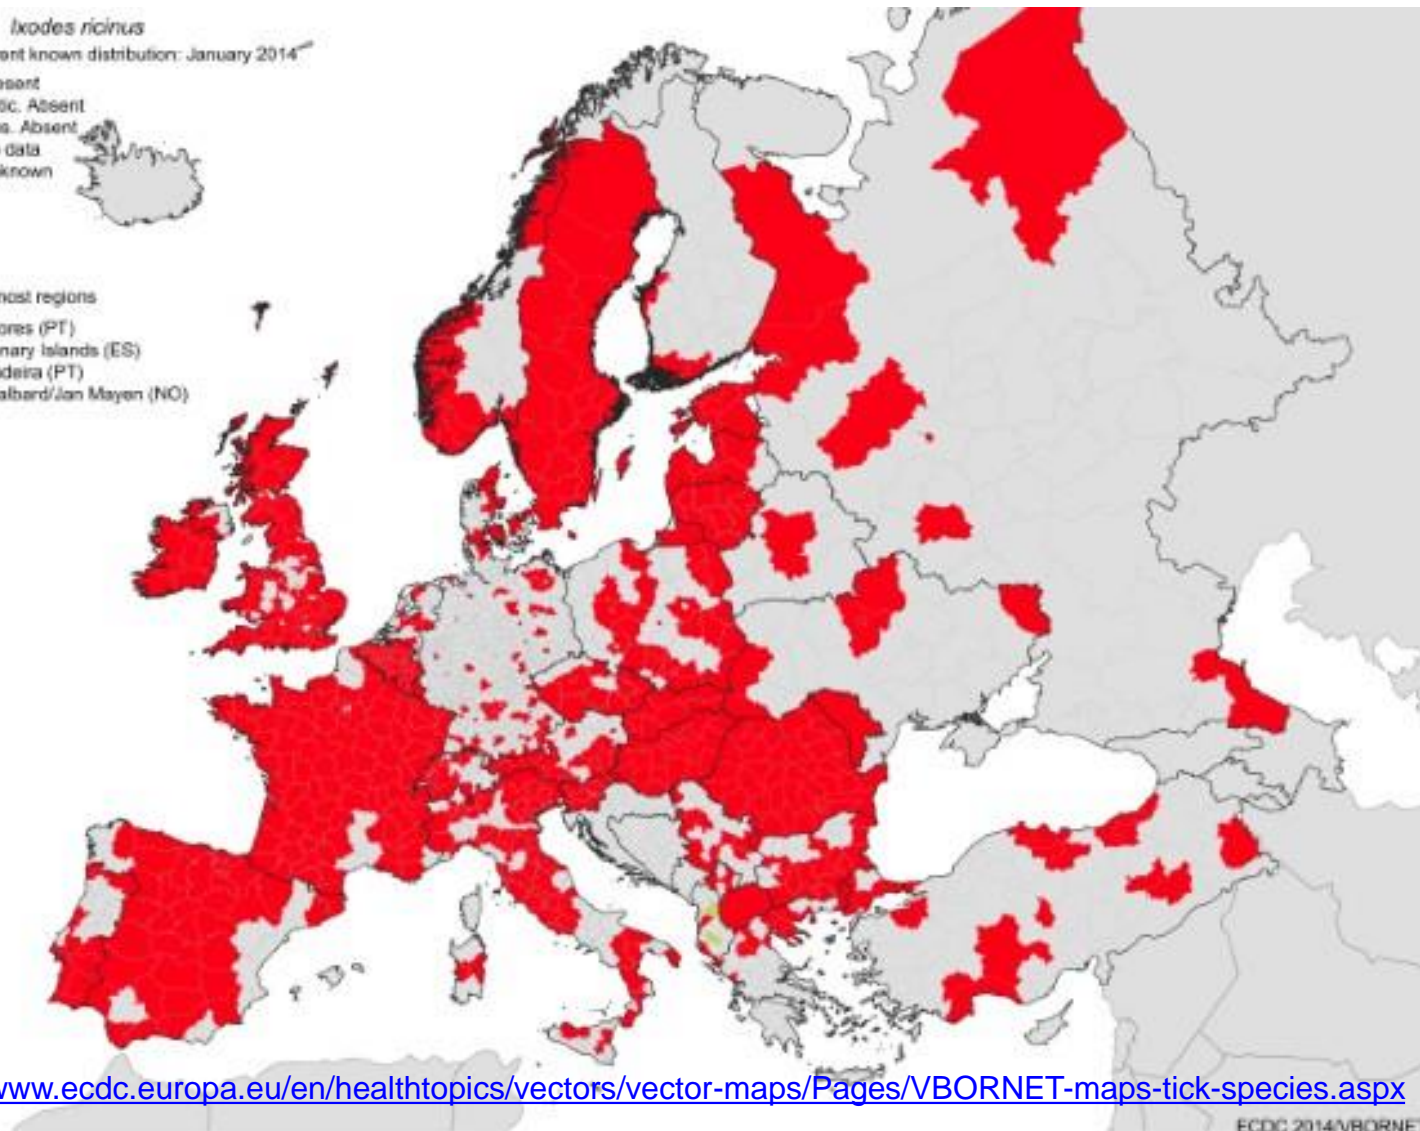 Ixodes ricinus
ent known distribution: January 2014
esent
tic. Absent
s. Absent
data
known
most regions
ores (PT)
nary Islands (ES)
deira (PT)
albard/Jan Mayen (NO)
www.ecdc.europa.eu/en/healthtopics/vectors/vector-maps/Pages/VBORNET-maps-tick-species.aspx
ECDC 2014/VBORNET